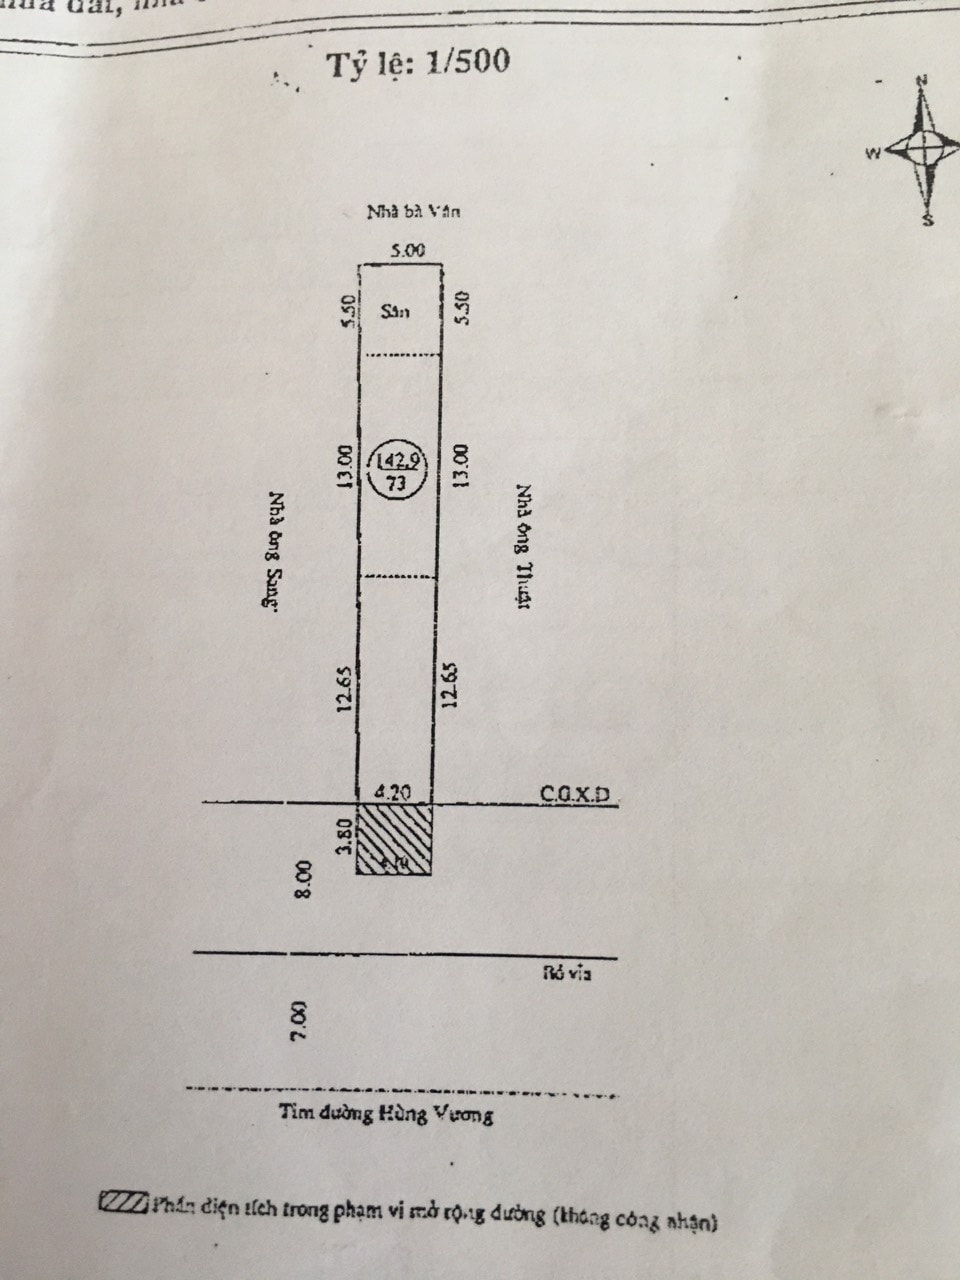 Tỷ lệ: 1/500
N
W
S
Nhà bà Vân
5.00
5.50
Sân
5.50
13.00
142.9
73
13.00
Nhà ông Sang
Nhà ông Thuật
12.65
12.65
4.20
C.G.X.D
3.80
8.00
Bó vỉa
7.00
Tim đường Hùng Vương
Phần diện tích trong phạm vi mở rộng đường (không công nhận)